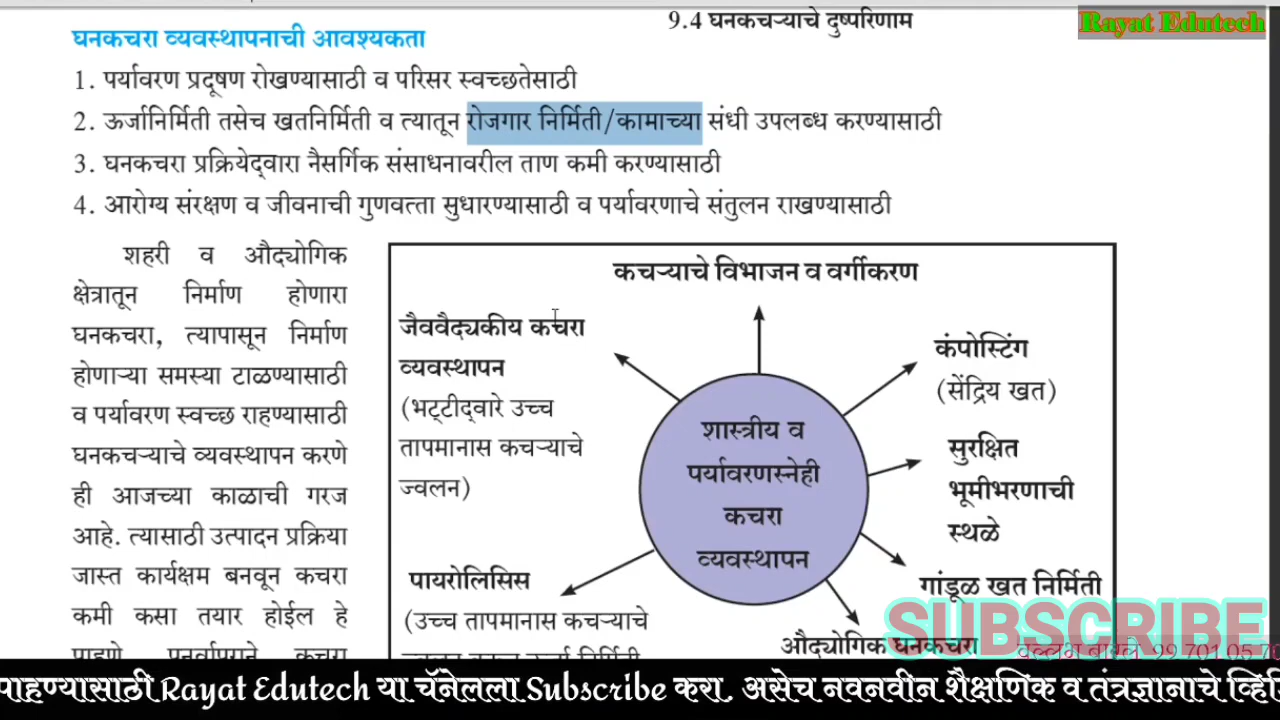 9.4 घनकचऱ्याचे दुष्परिणाम
Rayat Edutech
घनकचरा व्यवस्थापनाची आवश्यकता
1. पर्यावरण प्रदूषण रोखण्यासाठी व परिसर स्वच्छतेसाठी
2. ऊर्जानिर्मिती तसेच खतनिर्मिती व त्यातून रोजगार निर्मिती/कामाच्या संधी उपलब्ध करण्यासाठी
3. घनकचरा प्रक्रियेद्वारा नैसर्गिक संसाधनावरील ताण कमी करण्यासाठी
4. आरोग्य संरक्षण व जीवनाची गुणवत्ता सुधारण्यासाठी व पर्यावरणाचे संतुलन राखण्यासाठी
शहरी व औद्योगिक
क्षेत्रातून निर्माण होणारा
घनकचरा, त्यापासून निर्माण
होणाऱ्या समस्या टाळण्यासाठी
व पर्यावरण स्वच्छ राहण्यासाठी
घनकचऱ्याचे व्यवस्थापन करणे
ही आजच्या काळाची गरज
आहे. त्यासाठी उत्पादन प्रक्रिया
जास्त कार्यक्षम बनवून कचरा
कमी कसा तयार होईल हे
कचऱ्याचे विभाजन व वर्गीकरण
जैववैद्यकीय कचरा
व्यवस्थापन
(भट्टीद्वारे उच्च
तापमानास कचऱ्याचे
ज्वलन)
कंपोस्टिंग
(सेंद्रिय खत)
सुरक्षित
भूमीभरणाची
स्थळे
शास्त्रीय व
पर्यावरणस्नेही
कचरा
व्यवस्थापन
पायरोलिसिस
(उच्च तापमानास कचऱ्याचे
गांडूळ खत निर्मिती
औद्योगिक घनकचरा
SUBSCRIBE
पाहण्यासाठी Rayat Edutech या चॅनेलला Subscribe करा. असेच नवनवीन शैक्षणिक व तंत्रज्ञानाचे